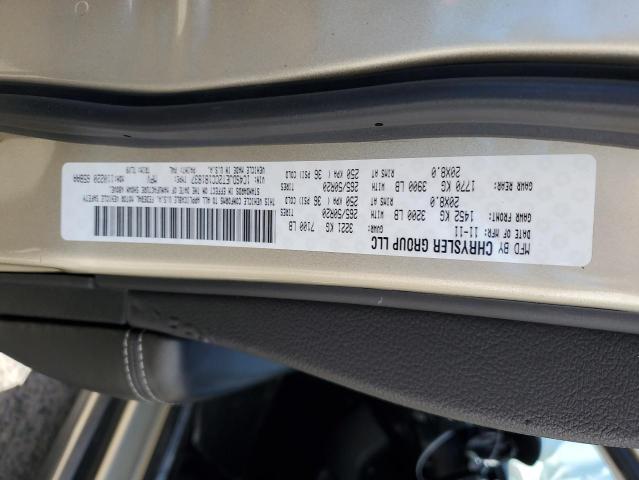 MFD BY CHRYSLER GROUP LLC
DATE OF MFR: 11-11 GVWR: 3221 KG 7100 LB
GAWR FRONT: 1452 KG 3200 LB WITH 265/50R20 TIRES
20X8.0 RIMS AT 250 KPA( 36 PSI COLD
GAWR REAR: 1770 KG 3900 LB WITH 265/50R20 TIRES
20X8.0 RIMS AT 250 KPA( 36 PSI COLD
THIS VEHICLE CONFORMS TO ALL APPLICABLE U.S.A. FEDERAL MOTOR VEHICLE SAFETY
STANDARDS IN EFFECT ON THE DATE OF MANUFACTURE SHOWN ABOVE.
VIN: TYPE: MPV
VEHICLE MADE IN U.S.A. PAINT: TRIM: